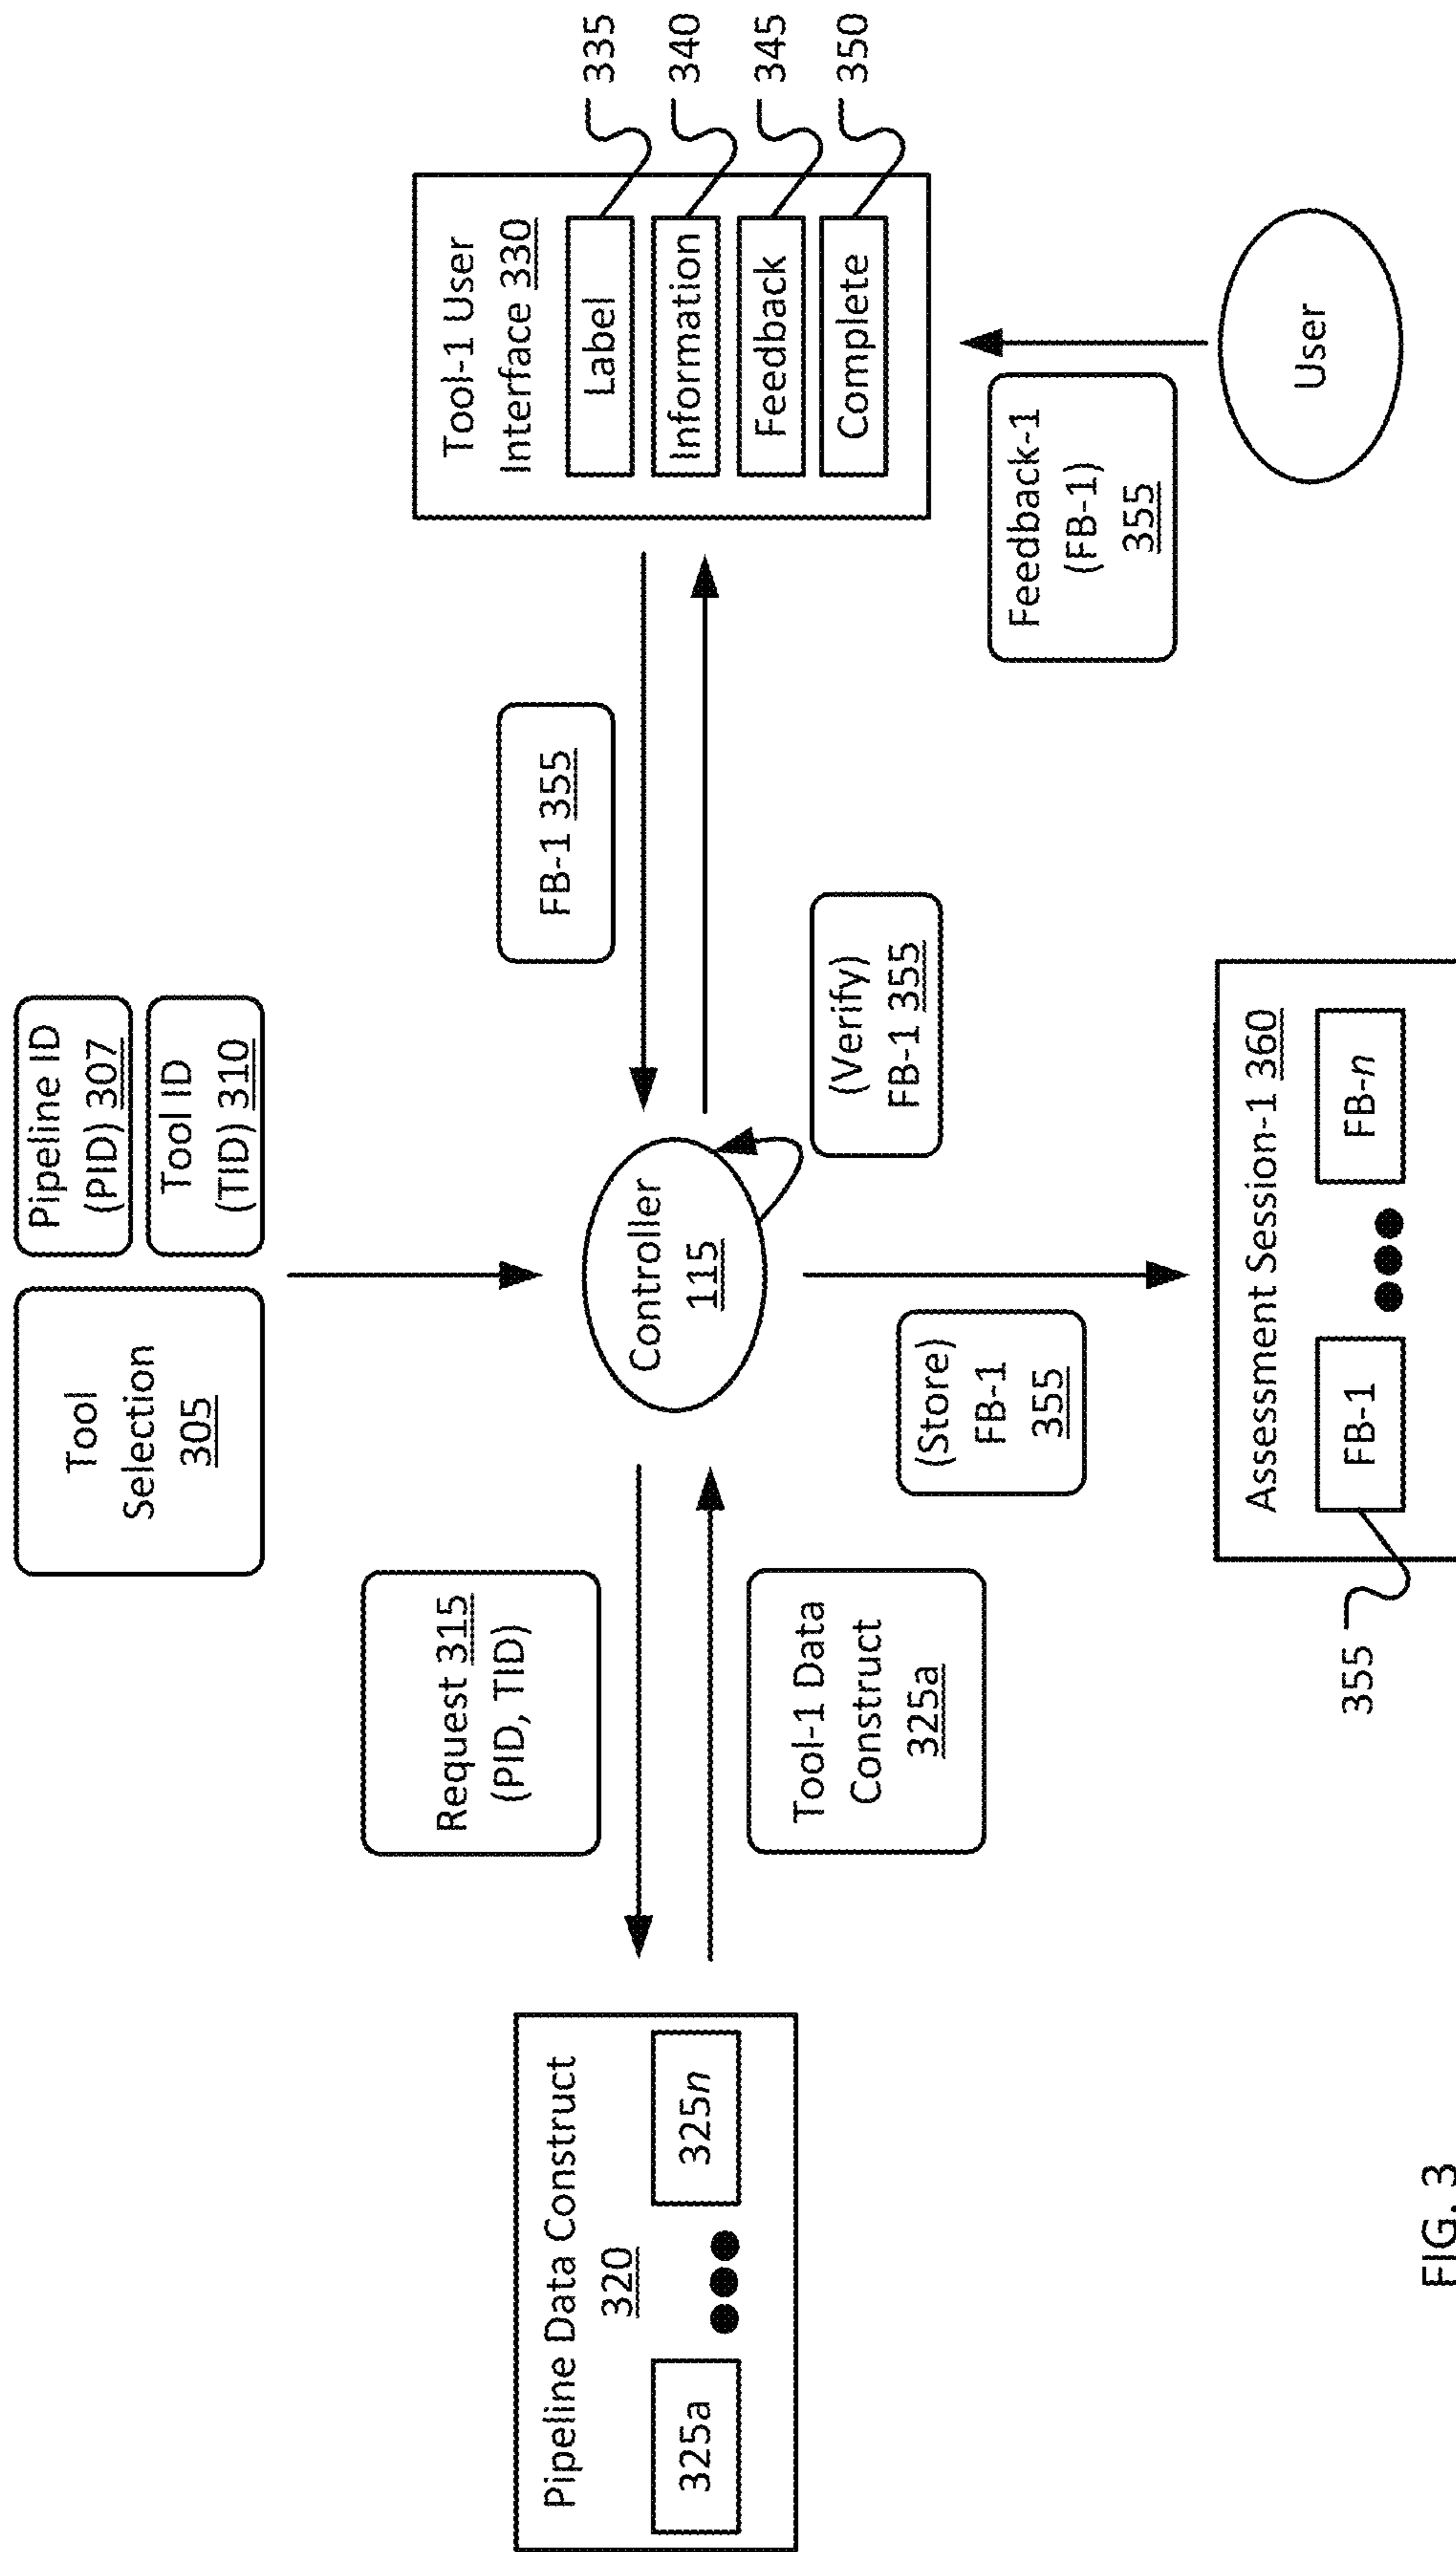 Tool
Selection
305
Pipeline ID
(PID) 307
Tool ID
(TID) 310
Request 315
(PID, TID)
FB-1 355
Pipeline Data Construct
320
325a
325n
Tool-1 Data
Construct
325a
Controller
115
(Verify)
FB-1 355
Tool-1 User
Interface 330
Label
Information
Feedback
Complete
335
340
345
350
(Store)
FB-1
355
Feedback-1
(FB-1)
355
User
Assessment Session-1 360
FB-1
FB-n
355
FIG. 3